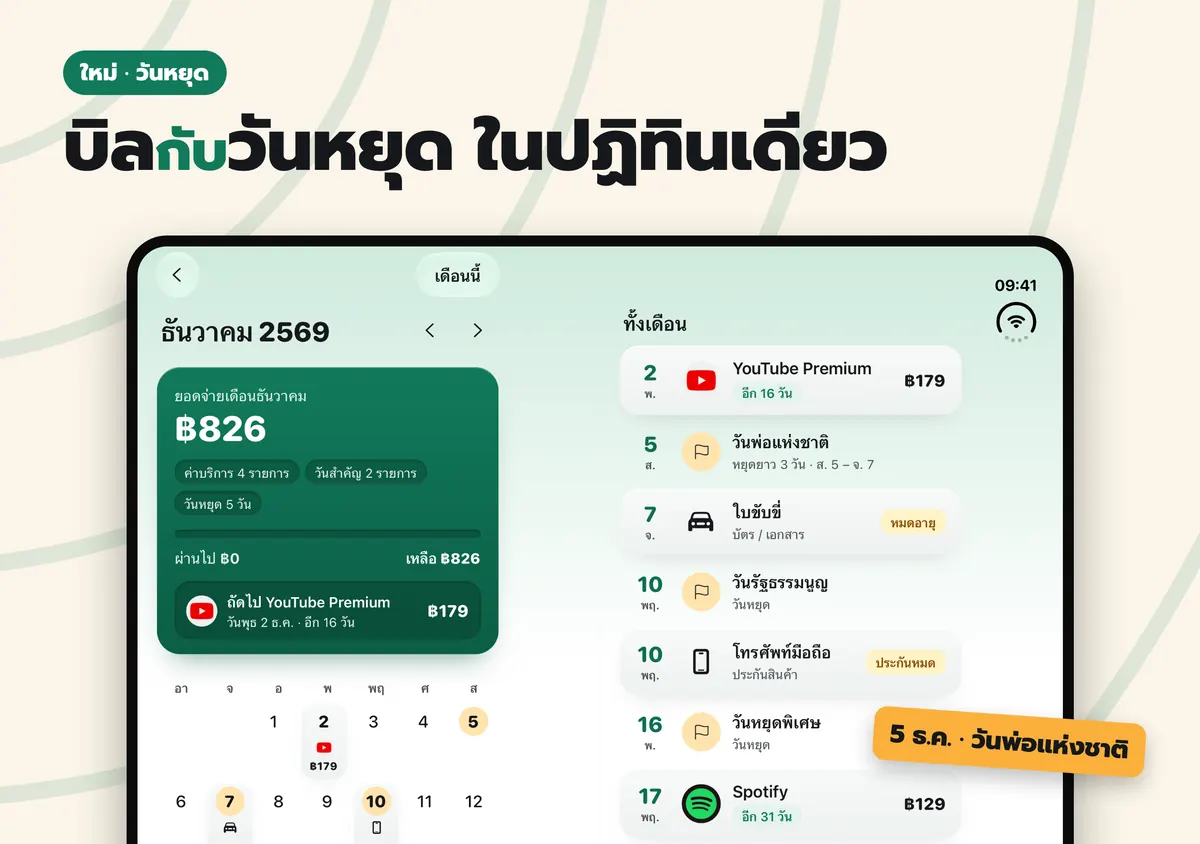 ใหม่ · วันหยุด
บิลกับวันหยุด ในปฏิทินเดียว
เดือนนี้
09:41
ธันวาคม 2569
ยอดจ่ายเดือนธันวาคม
฿826
ค่าบริการ 4 รายการ
วันสำคัญ 2 รายการ
วันหยุด 5 วัน
ผ่านไป ฿0
เหลือ ฿826
ถัดไป YouTube Premium
วันพุธ 2 ธ.ค. · อีก 16 วัน
฿179
อา จ อ พ พฤ ศ ส
1 2 3 4 5
฿179
6 7 8 9 10 11 12
ทั้งเดือน
2 พ.
YouTube Premium
อีก 16 วัน
฿179
5 ส.
วันพ่อแห่งชาติ
หยุดยาว 3 วัน · ส. 5 – จ. 7
7 จ.
ใบขับขี่
บัตร / เอกสาร
หมดอายุ
10 พฤ.
วันรัฐธรรมนูญ
วันหยุด
10 พฤ.
โทรศัพท์มือถือ
ประกันสินค้า
ประกันหมด
16 พ.
วันหยุดพิเศษ
วันหยุด
5 ธ.ค. · วันพ่อแห่งชาติ
17 พฤ.
Spotify
อีก 31 วัน
฿129